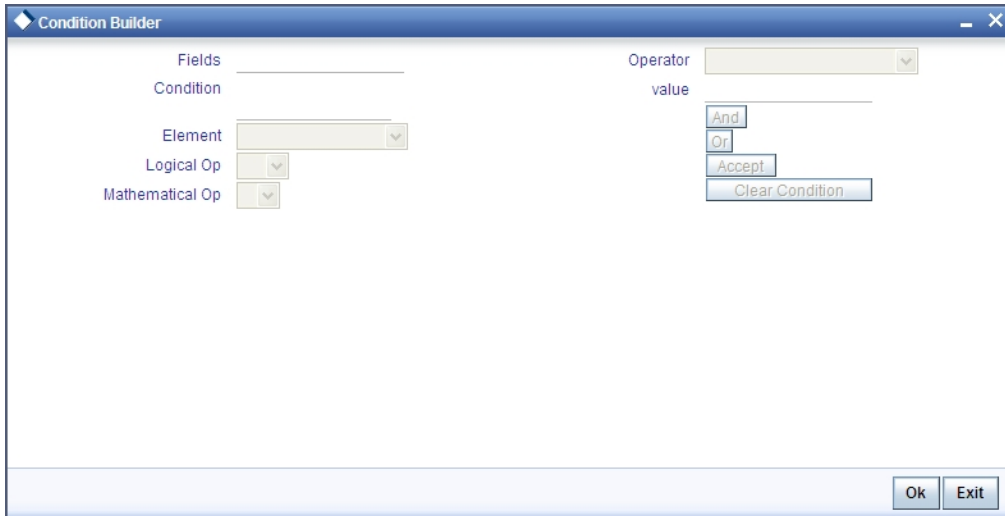 Condition Builder
Fields
Operator
Condition
value
And
Element
Or
Logical Op
Accept
Mathematical Op
Clear Condition
Ok Exit